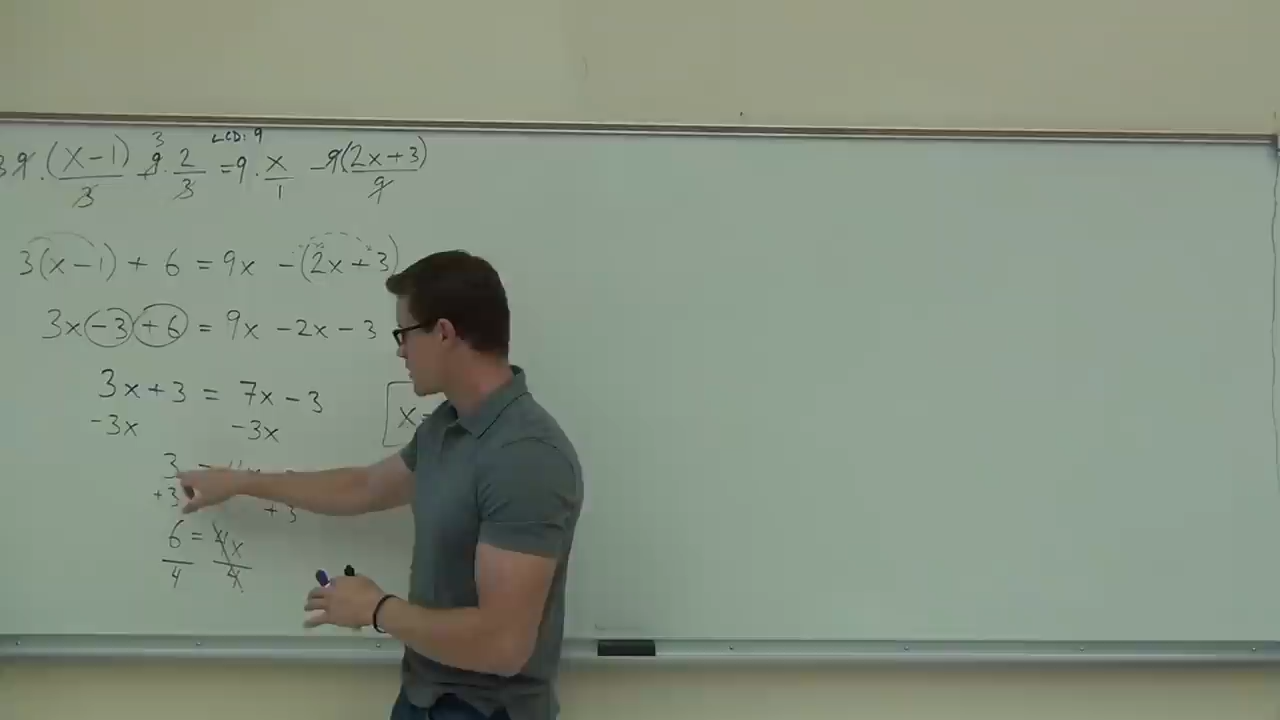 LCD: 9
3 9 · (x-1)/3 + 9 · 2/3 = 9 · x/1 - 9(2x+3)/9
3
3(x-1) + 6 = 9x - (2x+3)
3x -3 +6 = 9x - 2x - 3
3x + 3 = 7x - 3
-3x -3x
x =
3 =
+3 +3
6 = 4x
4 4